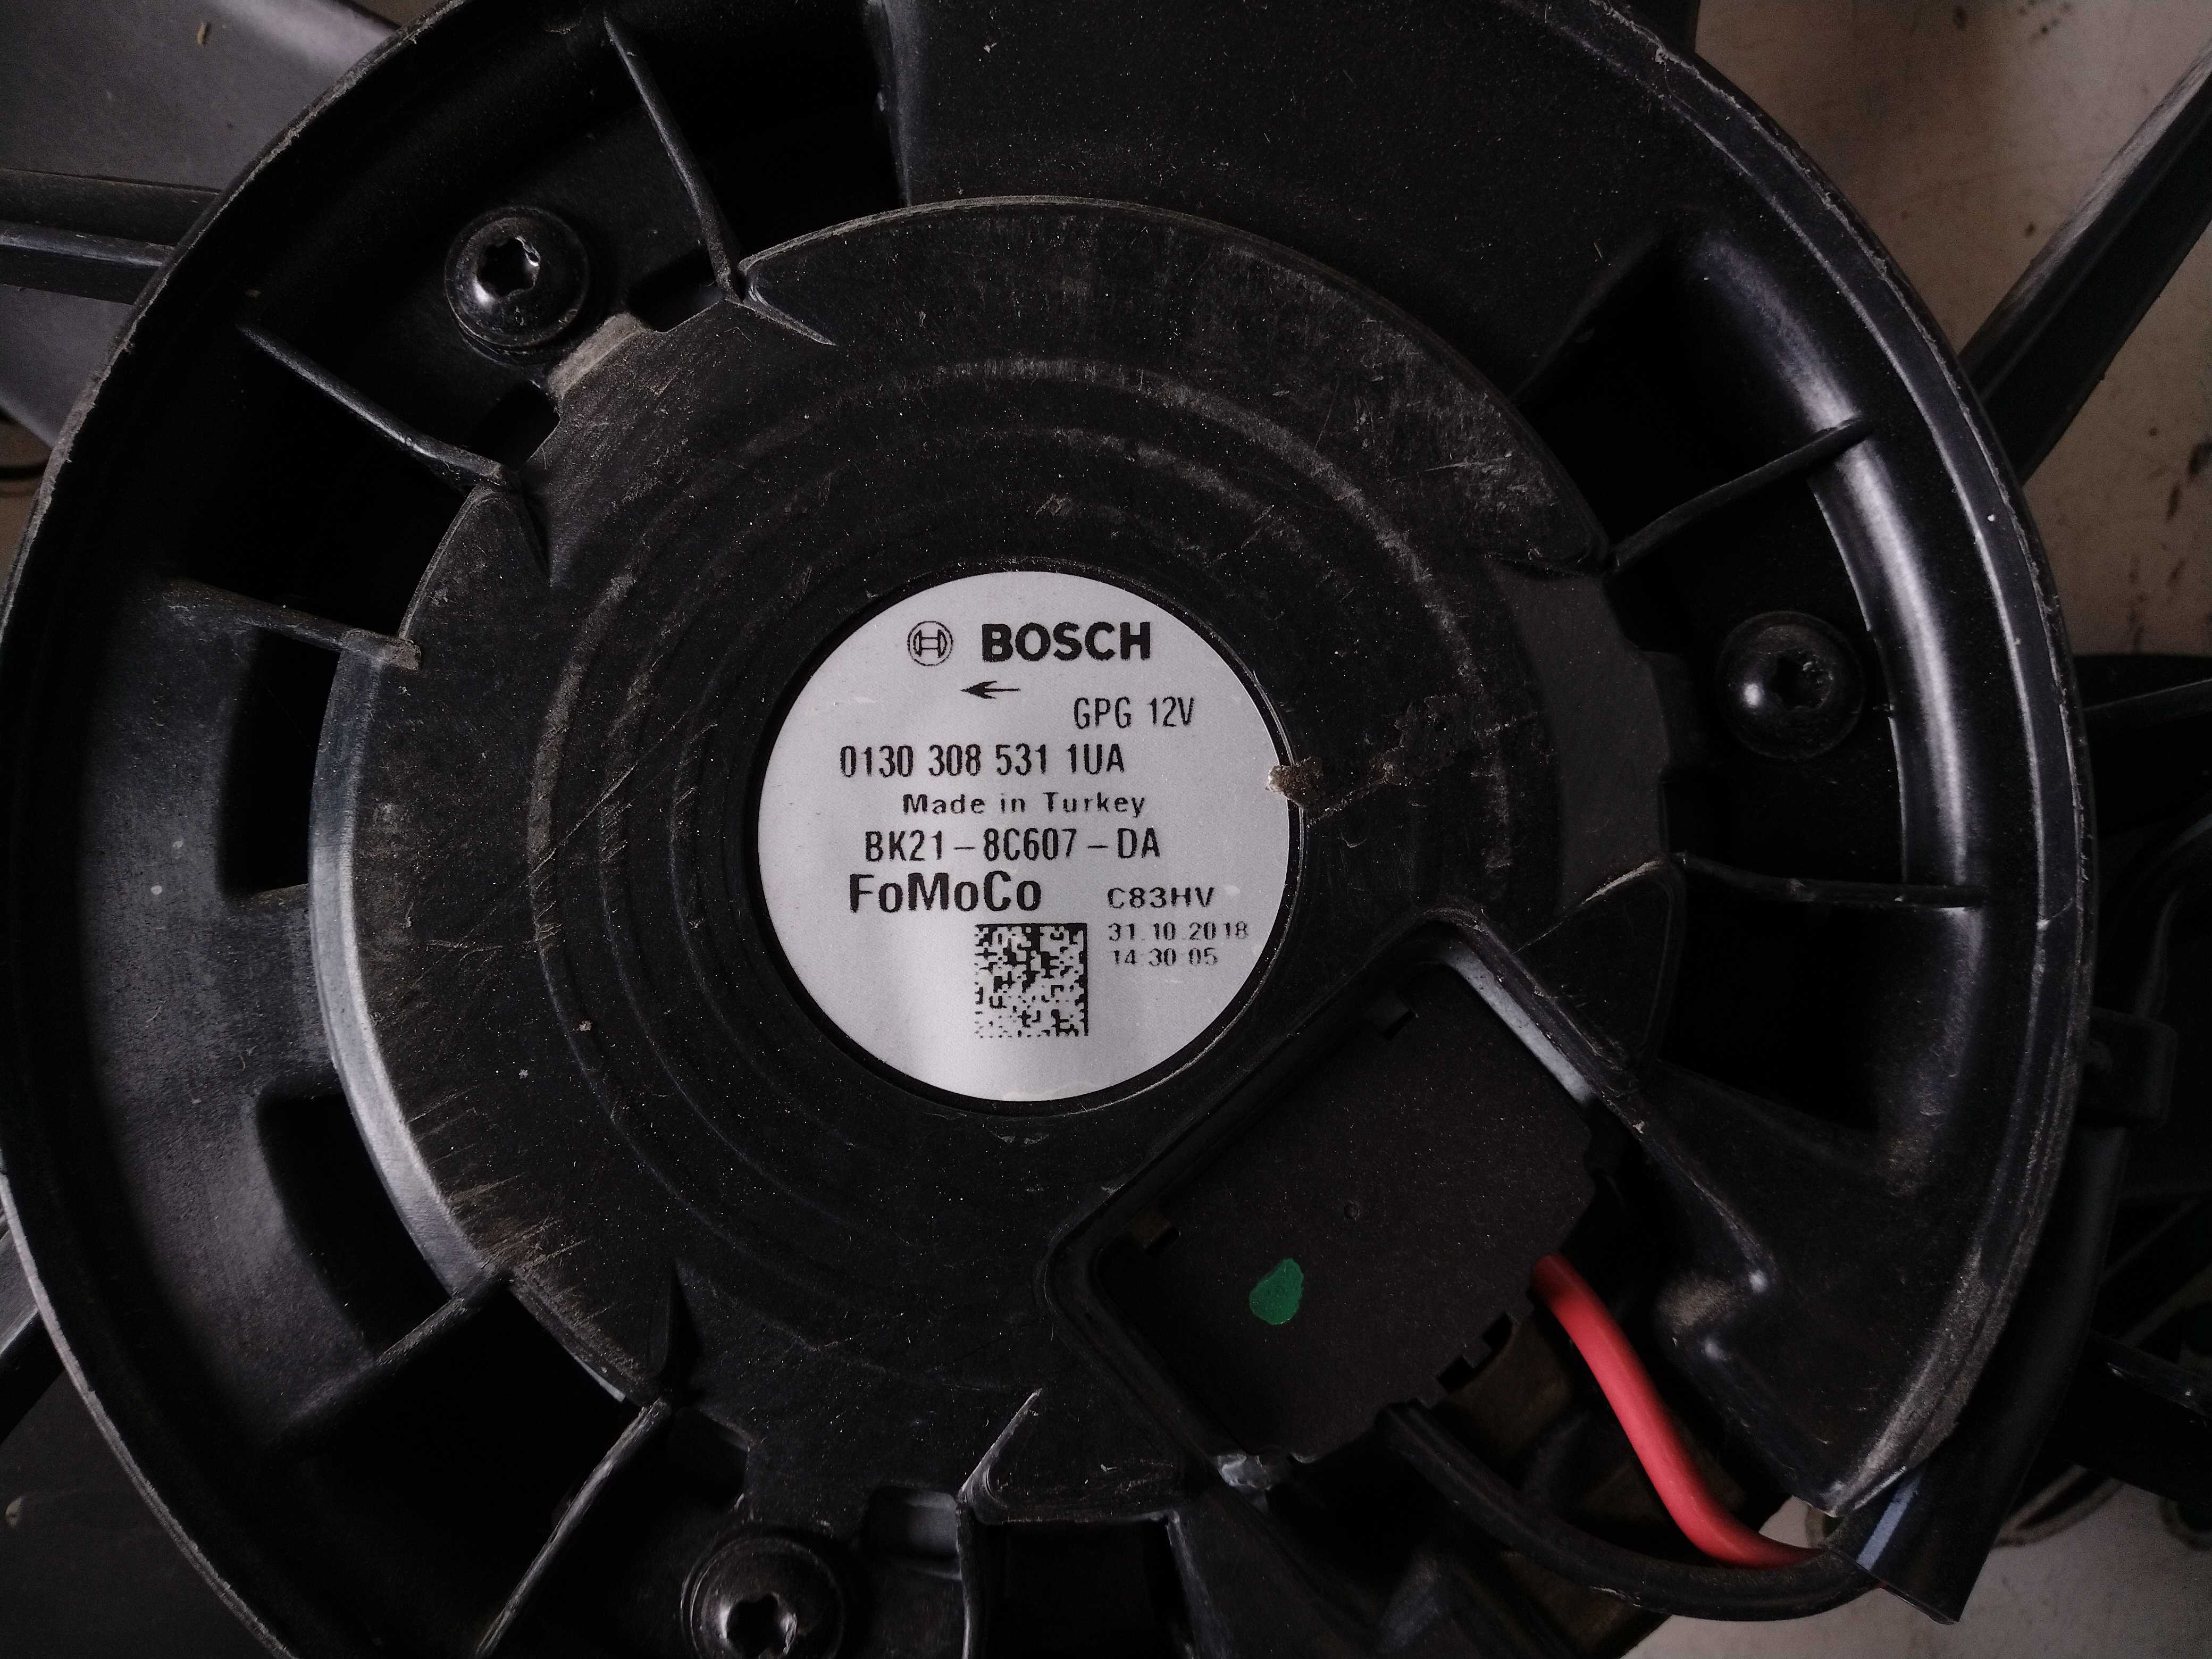 BOSCH
GPG 12V
0130 308 531 1UA
Made in Turkey
BK21-8C607-DA
FoMoCo C83HV
31.10.2018
14:30:05